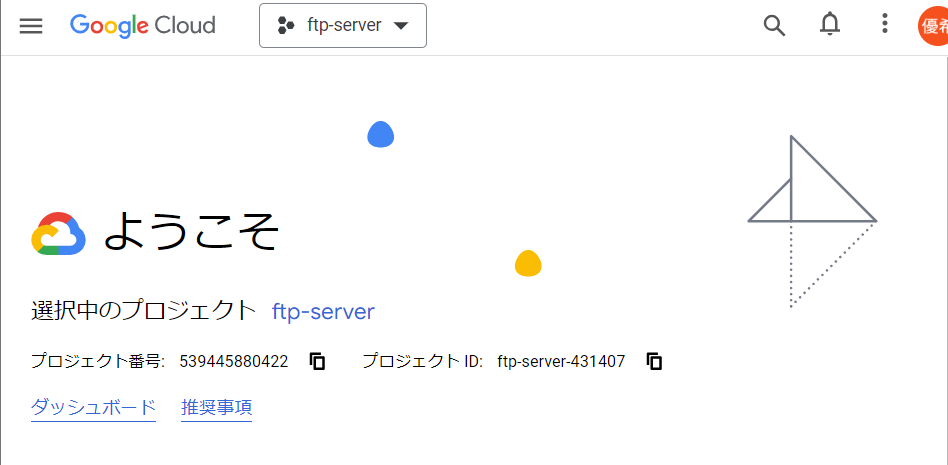 Google Cloud ftp-server 優希
ようこそ
選択中のプロジェクト ftp-server
プロジェクト番号: 539445880422 プロジェクト ID: ftp-server-431407
ダッシュボード 推奨事項